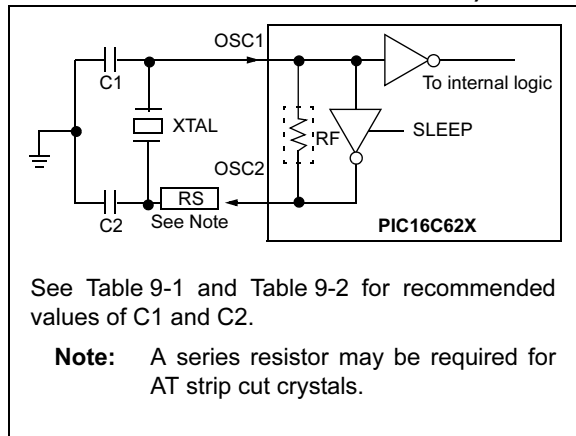 OSC1
C1
To internal logic
XTAL
RF
SLEEP
OSC2
RS
C2
See Note
PIC16C62X
See Table 9-1 and Table 9-2 for recommended
values of C1 and C2.
Note: A series resistor may be required for
AT strip cut crystals.